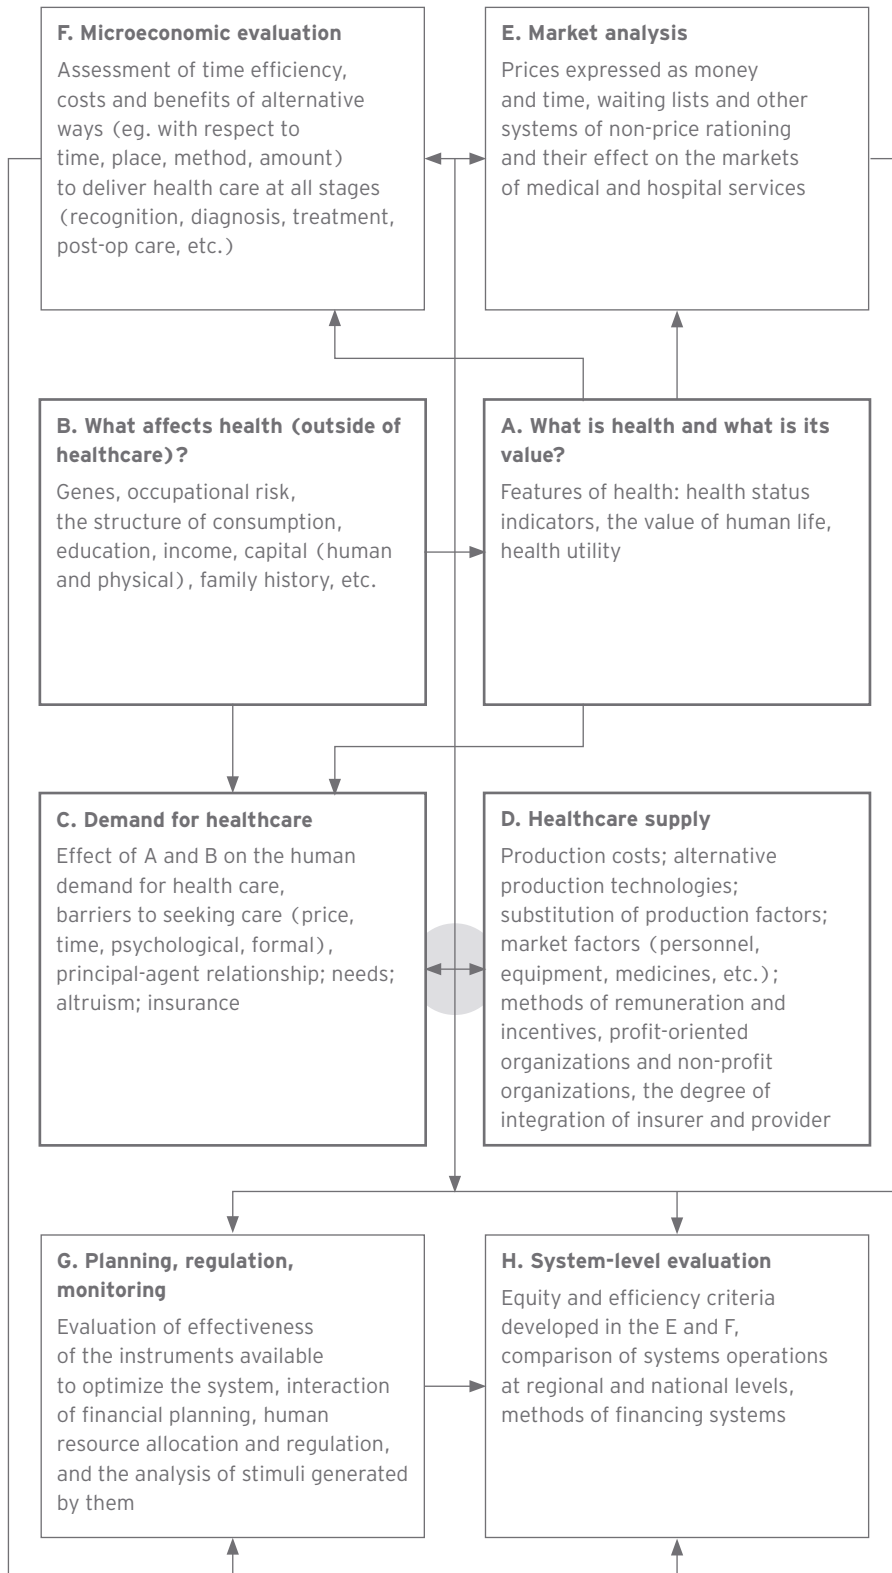 F. Microeconomic evaluation
Assessment of time efficiency,
costs and benefits of alternative
ways (eg. with respect to
time, place, method, amount)
to deliver health care at all stages
(recognition, diagnosis, treatment,
post-op care, etc.)
E. Market analysis
Prices expressed as money
and time, waiting lists and other
systems of non-price rationing
and their effect on the markets
of medical and hospital services
B. What affects health (outside of
healthcare)?
Genes, occupational risk,
the structure of consumption,
education, income, capital (human
and physical), family history, etc.
A. What is health and what is its
value?
Features of health: health status
indicators, the value of human life,
health utility
C. Demand for healthcare
Effect of A and B on the human
demand for health care,
barriers to seeking care (price,
time, psychological, formal),
principal-agent relationship; needs;
altruism; insurance
D. Healthcare supply
Production costs; alternative
production technologies;
substitution of production factors;
market factors (personnel,
equipment, medicines, etc.);
methods of remuneration and
incentives, profit-oriented
organizations and non-profit
organizations, the degree of
integration of insurer and provider
G. Planning, regulation,
monitoring
Evaluation of effectiveness
of the instruments available
to optimize the system, interaction
of financial planning, human
resource allocation and regulation,
and the analysis of stimuli generated
by them
H. System-level evaluation
Equity and efficiency criteria
developed in the E and F,
comparison of systems operations
at regional and national levels,
methods of financing systems